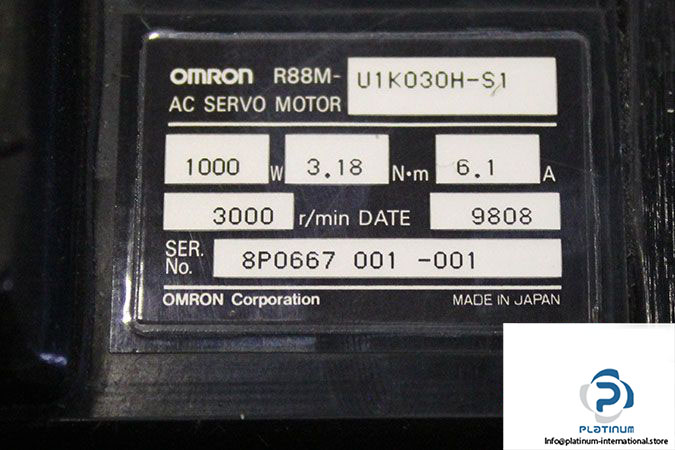 OMRON R88M- U1K030H-S1
AC SERVO MOTOR
1000 W 3.18 N·m 6.1 A
3000 r/min DATE 9808
SER. No. 8P0667 001 -001
OMRON Corporation MADE IN JAPAN
PLATINUM
Info@platinum-international.store